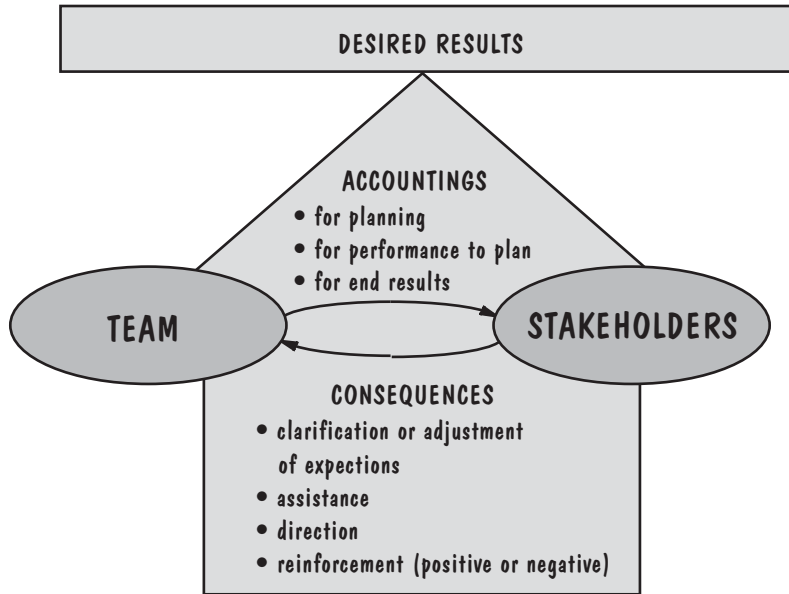 DESIRED RESULTS
ACCOUNTINGS
• for planning
• for performance to plan
• for end results
TEAM
STAKEHOLDERS
CONSEQUENCES
• clarification or adjustment
of expections
• assistance
• direction
• reinforcement (positive or negative)